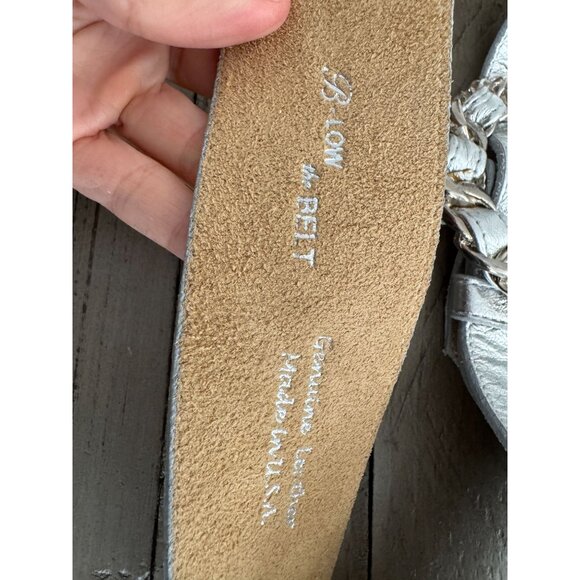 B-LOW
the BELT
Genuine Leather
Made in U.S.A.